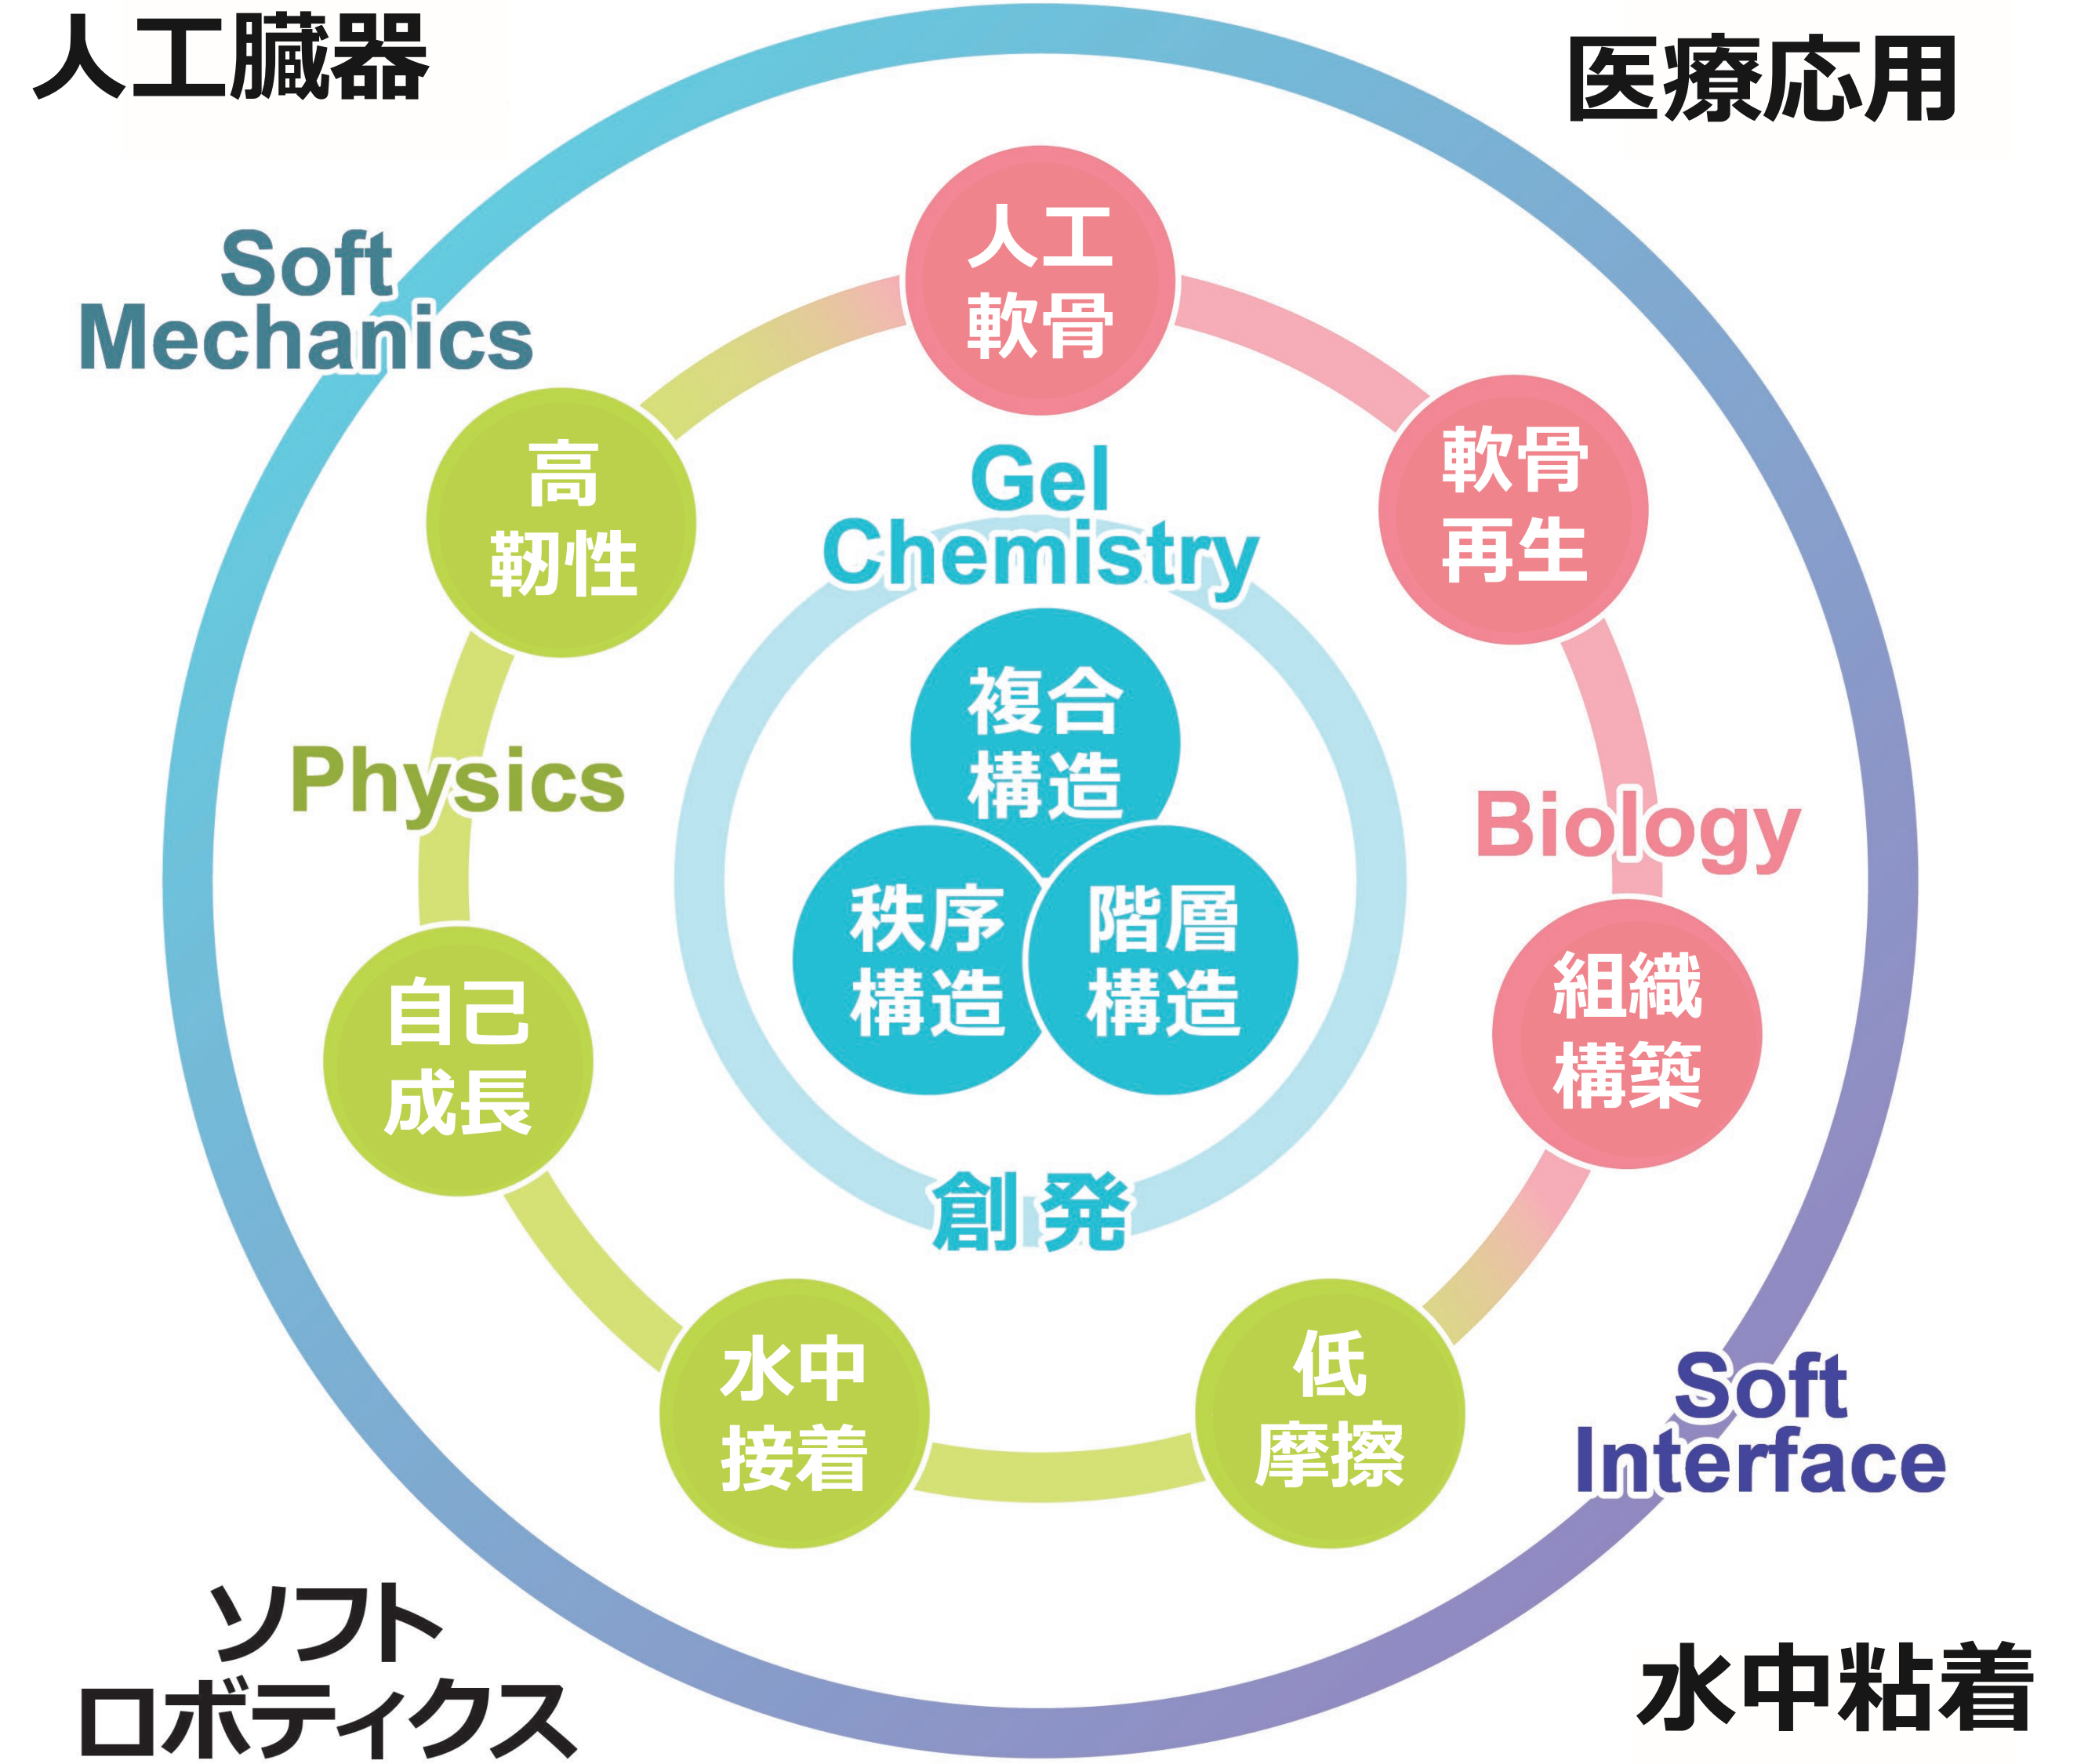 人工臓器
医療応用
Soft
Mechanics
人工
軟骨
高
靭性
軟骨
再生
Gel
Chemistry
複合
構造
Physics
Biology
秩序
構造
階層
構造
自己
成長
組織
構築
創発
水中
接着
低
摩擦
Soft
Interface
ソフト
ロボティクス
水中粘着